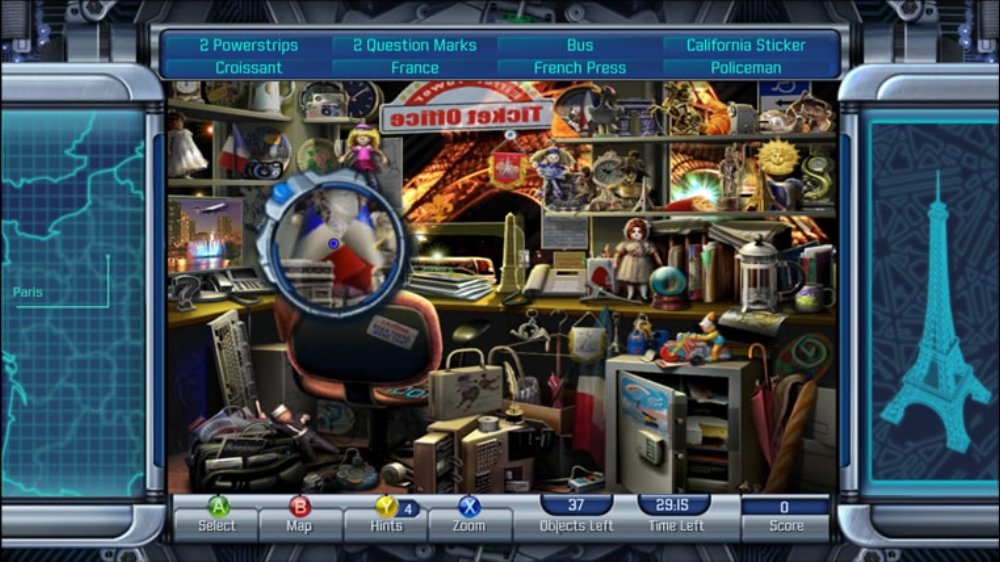 2 Powerstrips
2 Question Marks
Bus
California Sticker
Croissant
France
French Press
Policeman
Ticket Office
Paris
A
B
Y
4
X
37
29:15
0
Select
Map
Hints
Zoom
Objects Left
Time Left
Score